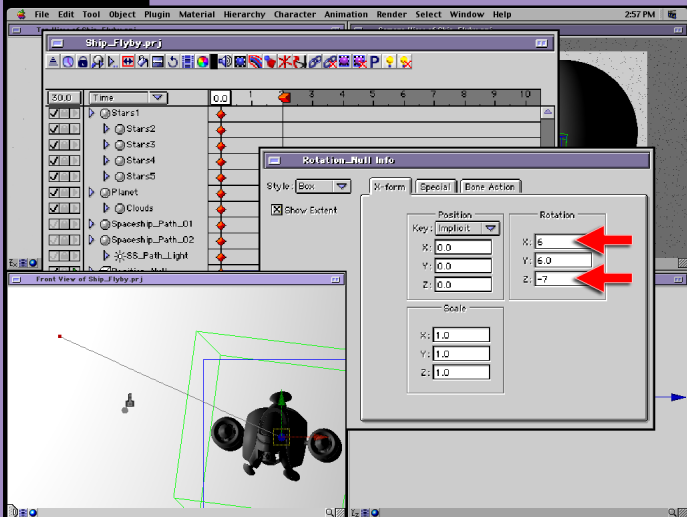 File Edit Tool Object Plugin Material Hierarchy Character Animation Render Select Window Help 2:57 PM
Ship_Flyby.prj
P
30.0 Time 0.0 1 2 3 4 5 6 7 8 9 10
Stars1
Stars2
Stars3
Stars4
Stars5
Planet
Clouds
Spaceship_Path_01
Spaceship_Path_02
SS_Path_Light
Rotation_Null Info
Style: Box
Show Extent
X-form Special Bone Action
Position
Key: Implicit
X: 0.0
Y: 0.0
Z: 0.0
Rotation
X: 6
Y: 6.0
Z: -7
Scale
X: 1.0
Y: 1.0
Z: 1.0
Front View of Ship_Flyby.prj